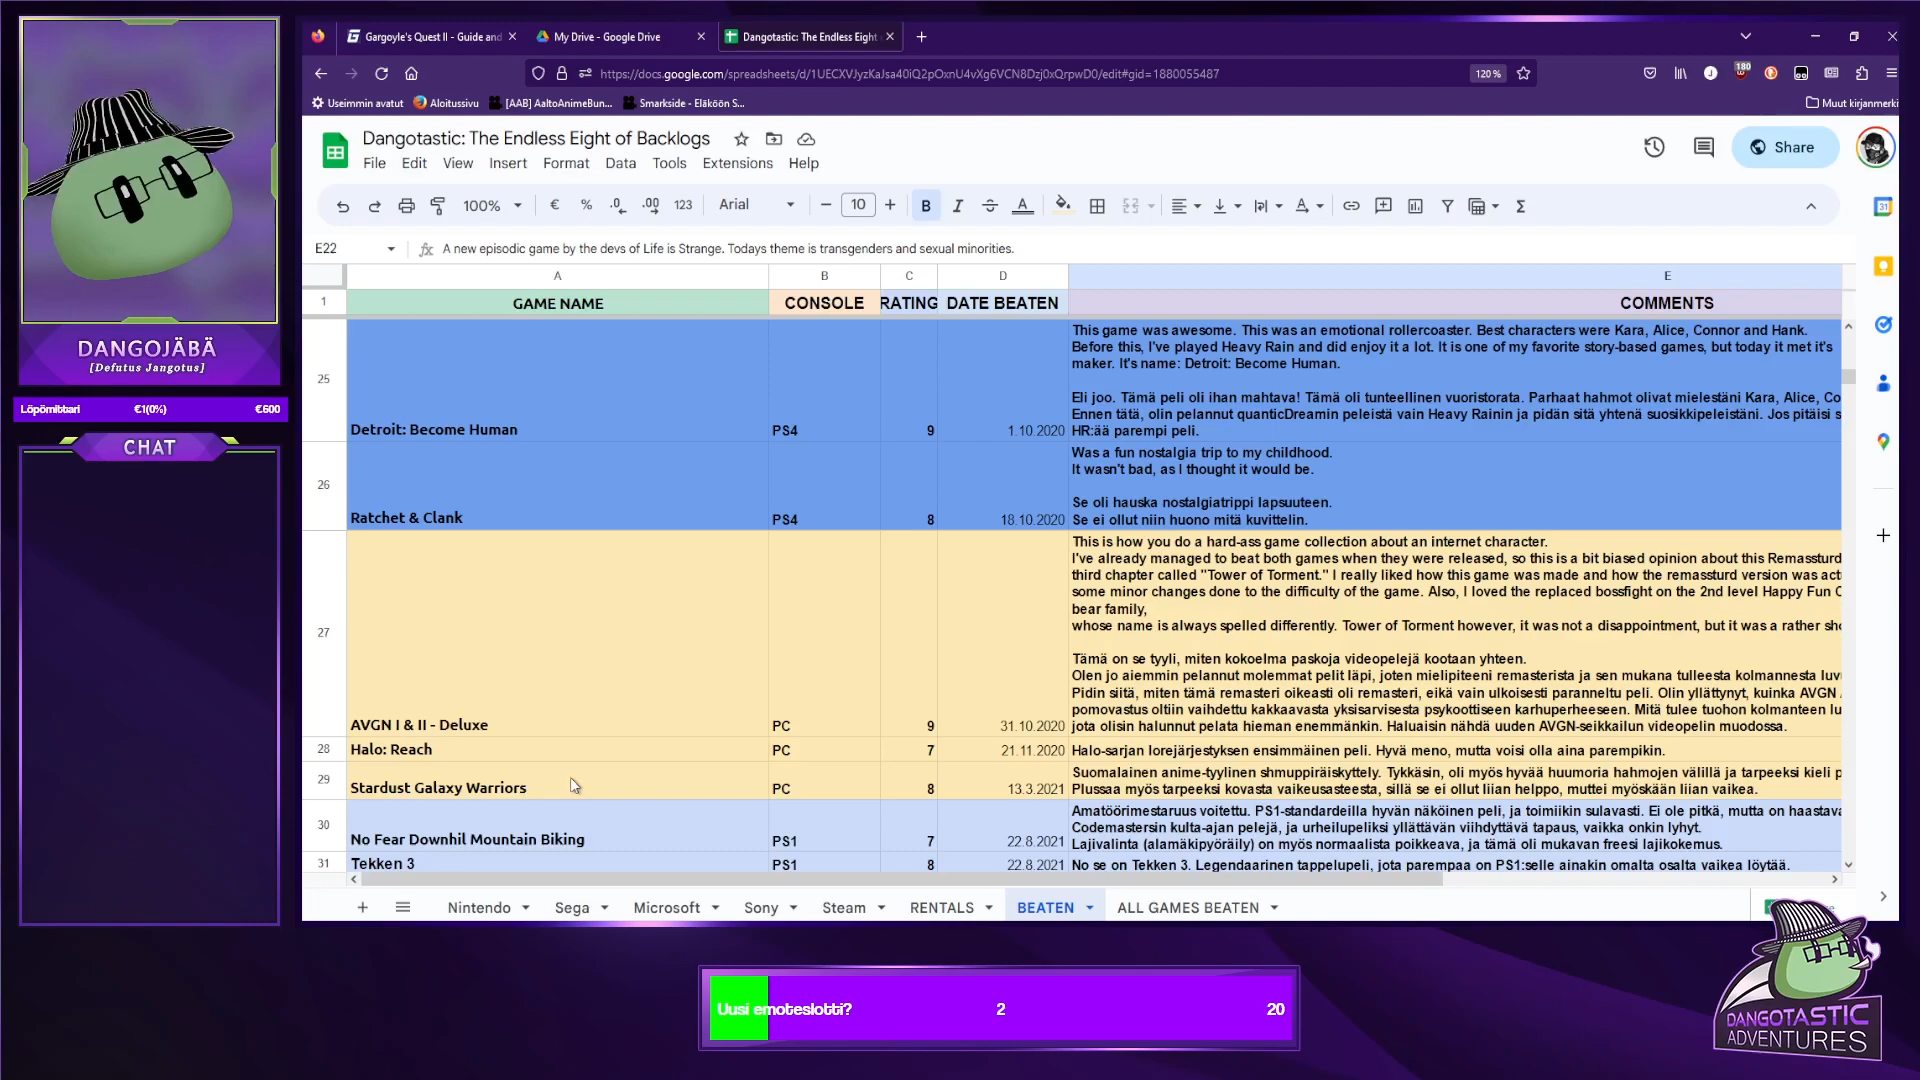 Gargoyle's Quest II - Guide and
My Drive - Google Drive
Dangotastic: The Endless Eight
https://docs.google.com/spreadsheets/d/1UECXVJyzKaJsa40iQ2pOxnU4vXg6VCN8Dzj0xQrpwD0/edit#gid=1880055487
120 %
180
Useimmin avatut
Aloitussivu
[AAB] AaltoAnimeBun...
Smarkside - Eläköön S...
Muut kirjanmerki
Dangotastic: The Endless Eight of Backlogs
File Edit View Insert Format Data Tools Extensions Help
Share
100%
€ % .0 .00 123
Arial
10
B I
E22
fx
A new episodic game by the devs of Life is Strange. Todays theme is transgenders and sexual minorities.
A B C D E
1 GAME NAME CONSOLE RATING DATE BEATEN COMMENTS
This game was awesome. This was an emotional rollercoaster. Best characters were Kara, Alice, Connor and Hank.
Before this, I've played Heavy Rain and did enjoy it a lot. It is one of my favorite story-based games, but today it met it's
maker. It's name: Detroit: Become Human.
Eli joo. Tämä peli oli ihan mahtava! Tämä oli tunteellinen vuoristorata. Parhaat hahmot olivat mielestäni Kara, Alice, Co
Ennen tätä, olin pelannut quanticDreamin peleistä vain Heavy Rainin ja pidän sitä yhtenä suosikkipeleistäni. Jos pitäisi s
HR:ää parempi peli.
25 Detroit: Become Human PS4 9 1.10.2020
Was a fun nostalgia trip to my childhood.
It wasn't bad, as I thought it would be.
Se oli hauska nostalgiatrippi lapsuuteen.
Se ei ollut niin huono mitä kuvittelin.
26 Ratchet & Clank PS4 8 18.10.2020
This is how you do a hard-ass game collection about an internet character.
I've already managed to beat both games when they were released, so this is a bit biased opinion about this Remassturd
third chapter called "Tower of Torment." I really liked how this game was made and how the remassturd version was actu
some minor changes done to the difficulty of the game. Also, I loved the replaced bossfight on the 2nd level Happy Fun C
bear family,
whose name is always spelled differently. Tower of Torment however, it was not a disappointment, but it was a rather sho
Tämä on se tyyli, miten kokoelma paskoja videopelejä kootaan yhteen.
Olen jo aiemmin pelannut molemmat pelit läpi, joten mielipiteeni remasterista ja sen mukana tulleesta kolmannesta luv
Pidin siitä, miten tämä remasteri oikeasti oli remasteri, eikä vain ulkoisesti paranneltu peli. Olin yllättynyt, kuinka AVGN
pomovastus oltiin vaihdettu kakkaavasta yksisarvisesta psykoottiseen karhuperheeseen. Mitä tulee tuohon kolmanteen lu
jota olisin halunnut pelata hieman enemmänkin. Haluaisin nähdä uuden AVGN-seikkailun videopelin muodossa.
27 AVGN I & II - Deluxe PC 9 31.10.2020
28 Halo: Reach PC 7 21.11.2020 Halo-sarjan lorejärjestyksen ensimmäinen peli. Hyvä meno, mutta voisi olla aina parempikin.
Suomalainen anime-tyylinen shmuppiräiskyttely. Tykkäsin, oli myös hyvää huumoria hahmojen välillä ja tarpeeksi kieli p
Plussaa myös tarpeeksi kovasta vaikeusasteesta, sillä se ei ollut liian helppo, muttei myöskään liian vaikea.
29 Stardust Galaxy Warriors PC 8 13.3.2021
Amatöörimestaruus voitettu. PS1-standardeilla hyvän näköinen peli, ja toimiikin sulavasti. Ei ole pitkä, mutta on haastava
Codemastersin kulta-ajan pelejä, ja urheilupeliksi yllättävän viihdyttävä tapaus, vaikka onkin lyhyt.
Lajivalinta (alamäkipyöräily) on myös normaalista poikkeava, ja tämä oli mukavan freesi lajikokemus.
30 No Fear Downhil Mountain Biking PS1 7 22.8.2021
31 Tekken 3 PS1 8 22.8.2021 No se on Tekken 3. Legendaarinen tappelupeli, jota parempaa on PS1:selle ainakin omalta osalta vaikea löytää.
Nintendo Sega Microsoft Sony Steam RENTALS BEATEN ALL GAMES BEATEN
DANGOJÄBÄ
[Defutus Jangotus]
Löpömittari €1(0%) €600
CHAT
Uusi emoteslotti? 2 20
DANGOTASTIC
ADVENTURES
31